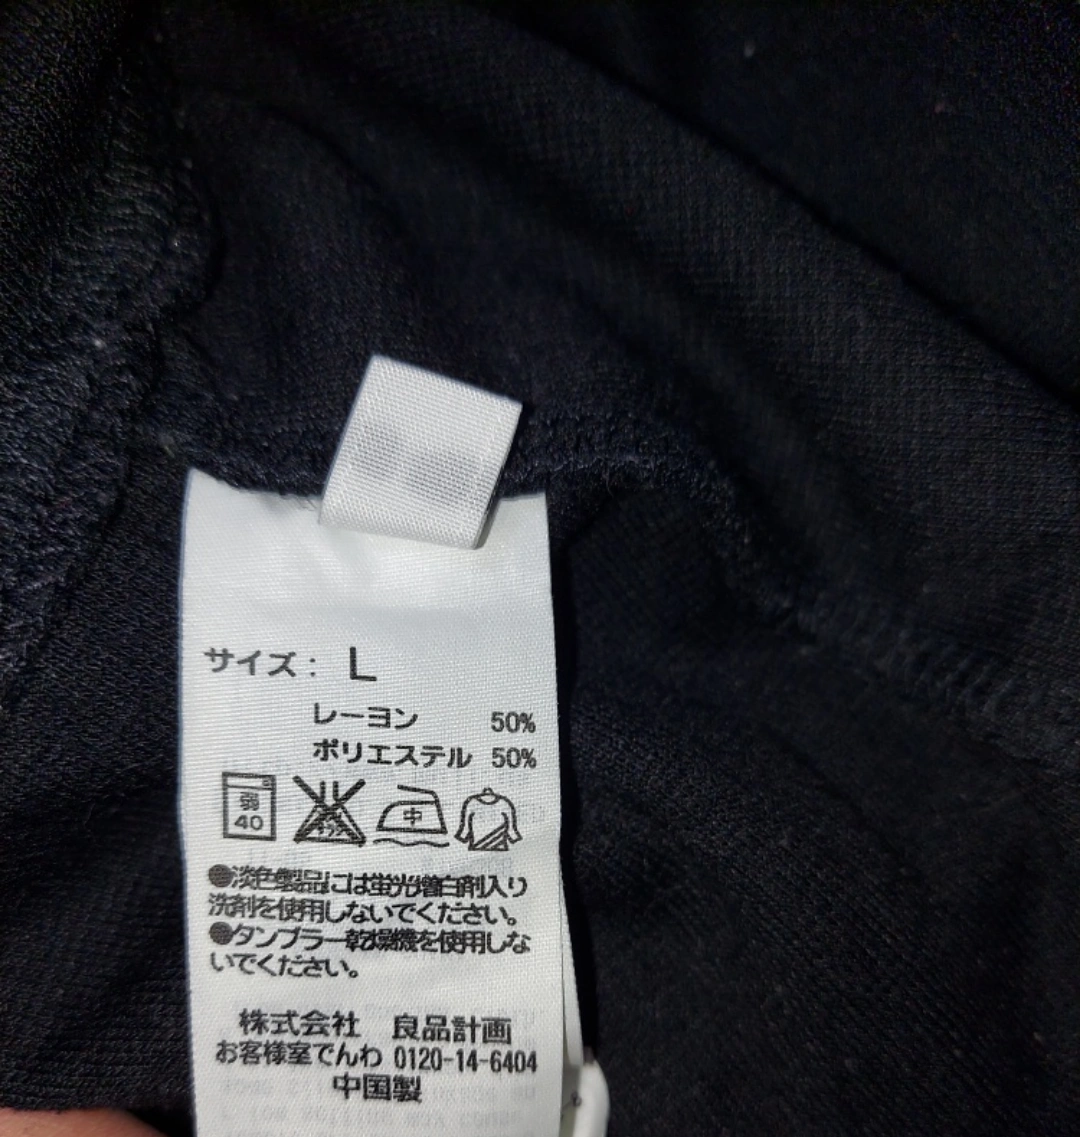 サイズ： L
レーヨン 50%
ポリエステル 50%
弱
40
中
●淡色製品には蛍光増白剤入り
洗剤を使用しないでください。
●タンブラー乾燥機を使用しな
いでください。
株式会社 良品計画
お客様室でんわ 0120-14-6404
中国製